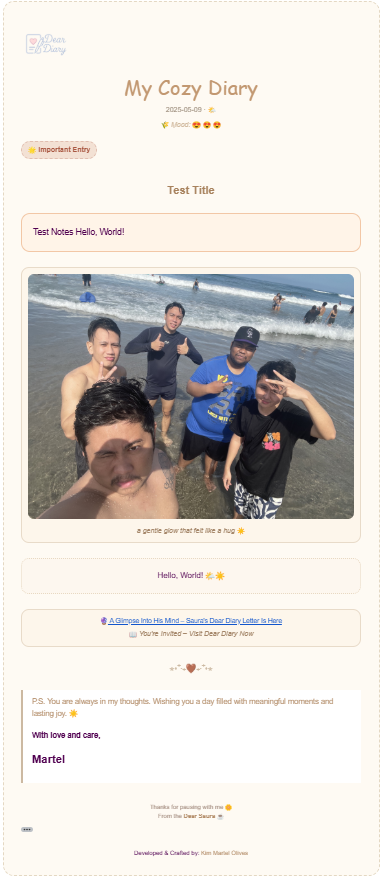 Dear
Diary
My Cozy Diary
2025-05-09 · 🌤️
🌾 Mood: 😍 😍 😍
🌟 Important Entry
Test Title
Test Notes Hello, World!
a gentle glow that felt like a hug ☀️
Hello, World! 🌤️☀️
🔮 A Glimpse Into His Mind – Saura's Dear Diary Letter Is Here
📖 You're Invited – Visit Dear Diary Now
P.S. You are always in my thoughts. Wishing you a day filled with meaningful moments and
lasting joy. ☀️
With love and care,
Martel
Thanks for pausing with me 🌼
From the Dear Saura ☕
Developed & Crafted by: Kim Martel Olivas